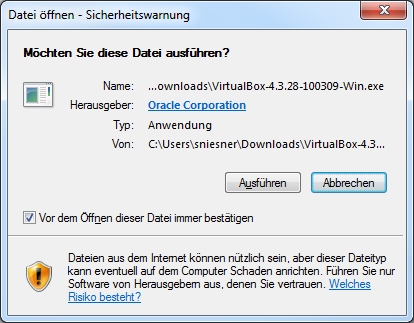 Datei öffnen - Sicherheitswarnung
Möchten Sie diese Datei ausführen?
Name: ...ownloads\VirtualBox-4.3.28-100309-Win.exe
Herausgeber: Oracle Corporation
Typ: Anwendung
Von: C:\Users\sniesner\Downloads\VirtualBox-4.3...
Ausführen Abbrechen
Vor dem Öffnen dieser Datei immer bestätigen
Dateien aus dem Internet können nützlich sein, aber dieser Dateityp
kann eventuell auf dem Computer Schaden anrichten. Führen Sie nur
Software von Herausgebern aus, denen Sie vertrauen. Welches
Risiko besteht?